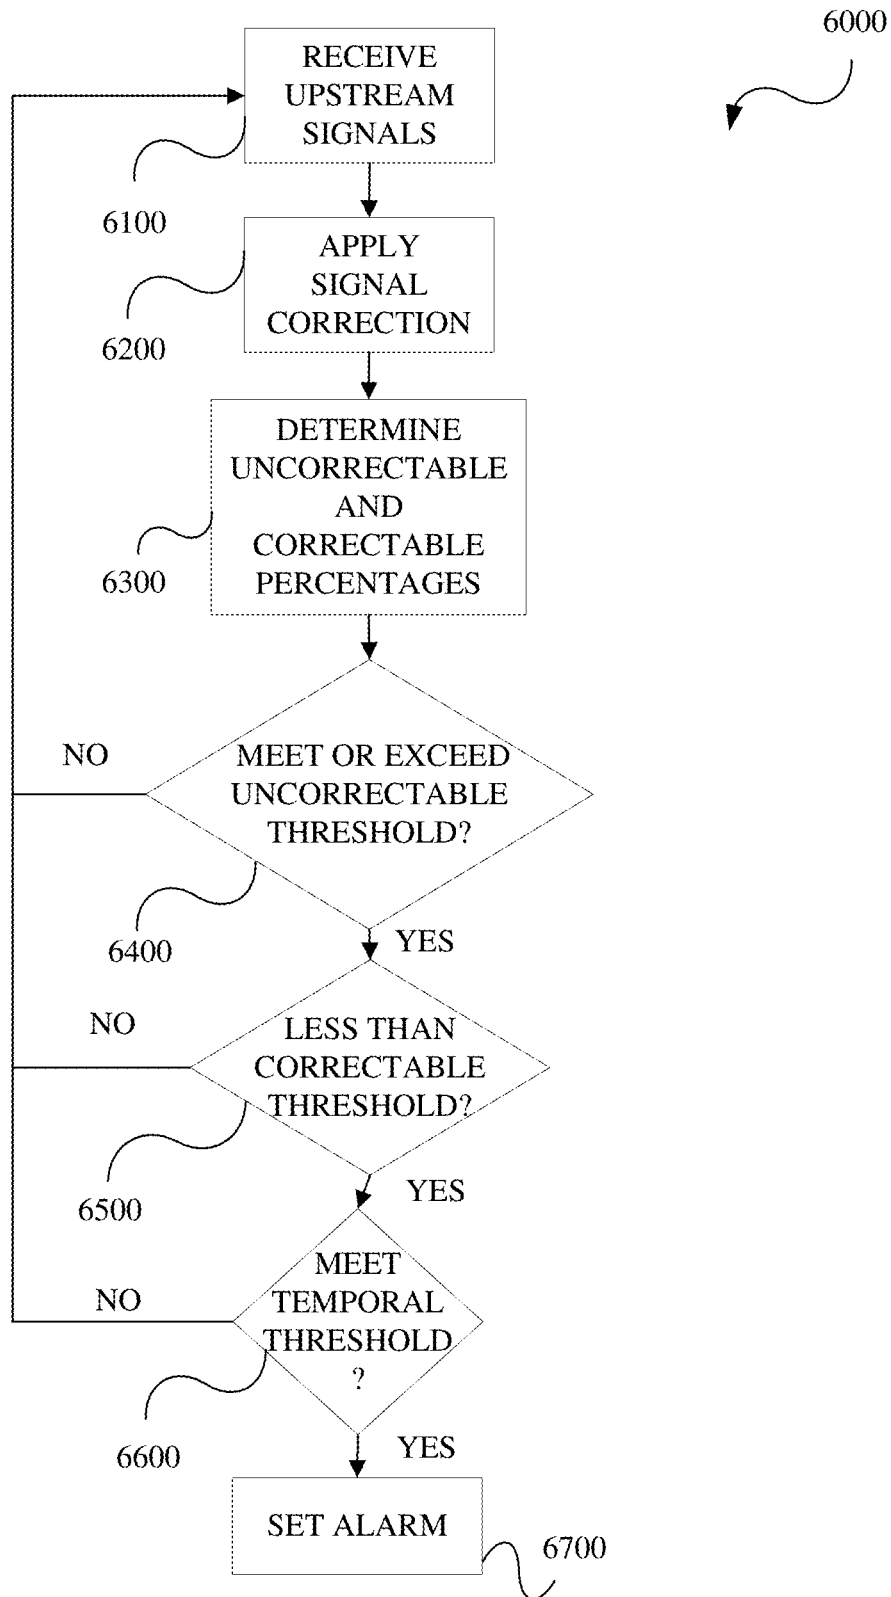 6000
RECEIVE
UPSTREAM
SIGNALS
6100
APPLY
SIGNAL
CORRECTION
6200
DETERMINE
UNCORRECTABLE
AND
CORRECTABLE
PERCENTAGES
6300
NO
MEET OR EXCEED
UNCORRECTABLE
THRESHOLD?
6400
YES
NO
LESS THAN
CORRECTABLE
THRESHOLD?
6500
YES
NO
MEET
TEMPORAL
THRESHOLD
?
6600
YES
SET ALARM
6700